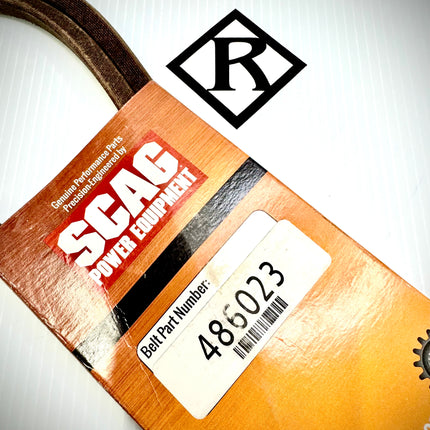 R
Genuine Performance Parts
Precision-Engineered by
SCAG
POWER EQUIPMENT
Belt Part Number:
486023